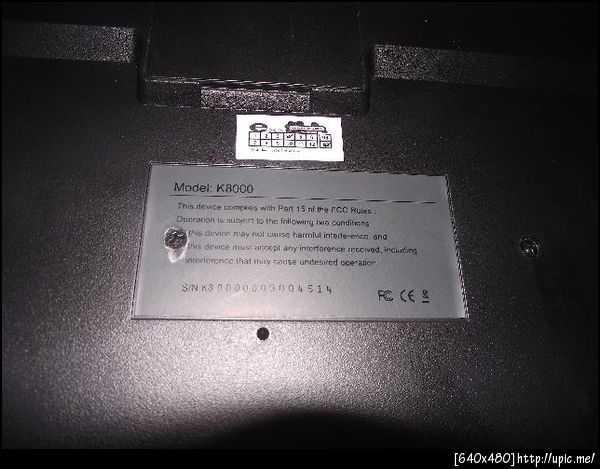 Model: K8000
This device complies with Part 15 of the FCC Rules.
Operation is subject to the following two conditions:
this device may not cause harmful interference, and
this device must accept any interference received, including
interference that may cause undesired operation.
S/N:K80000809004514
FC CE
[640x480]http://upic.me/